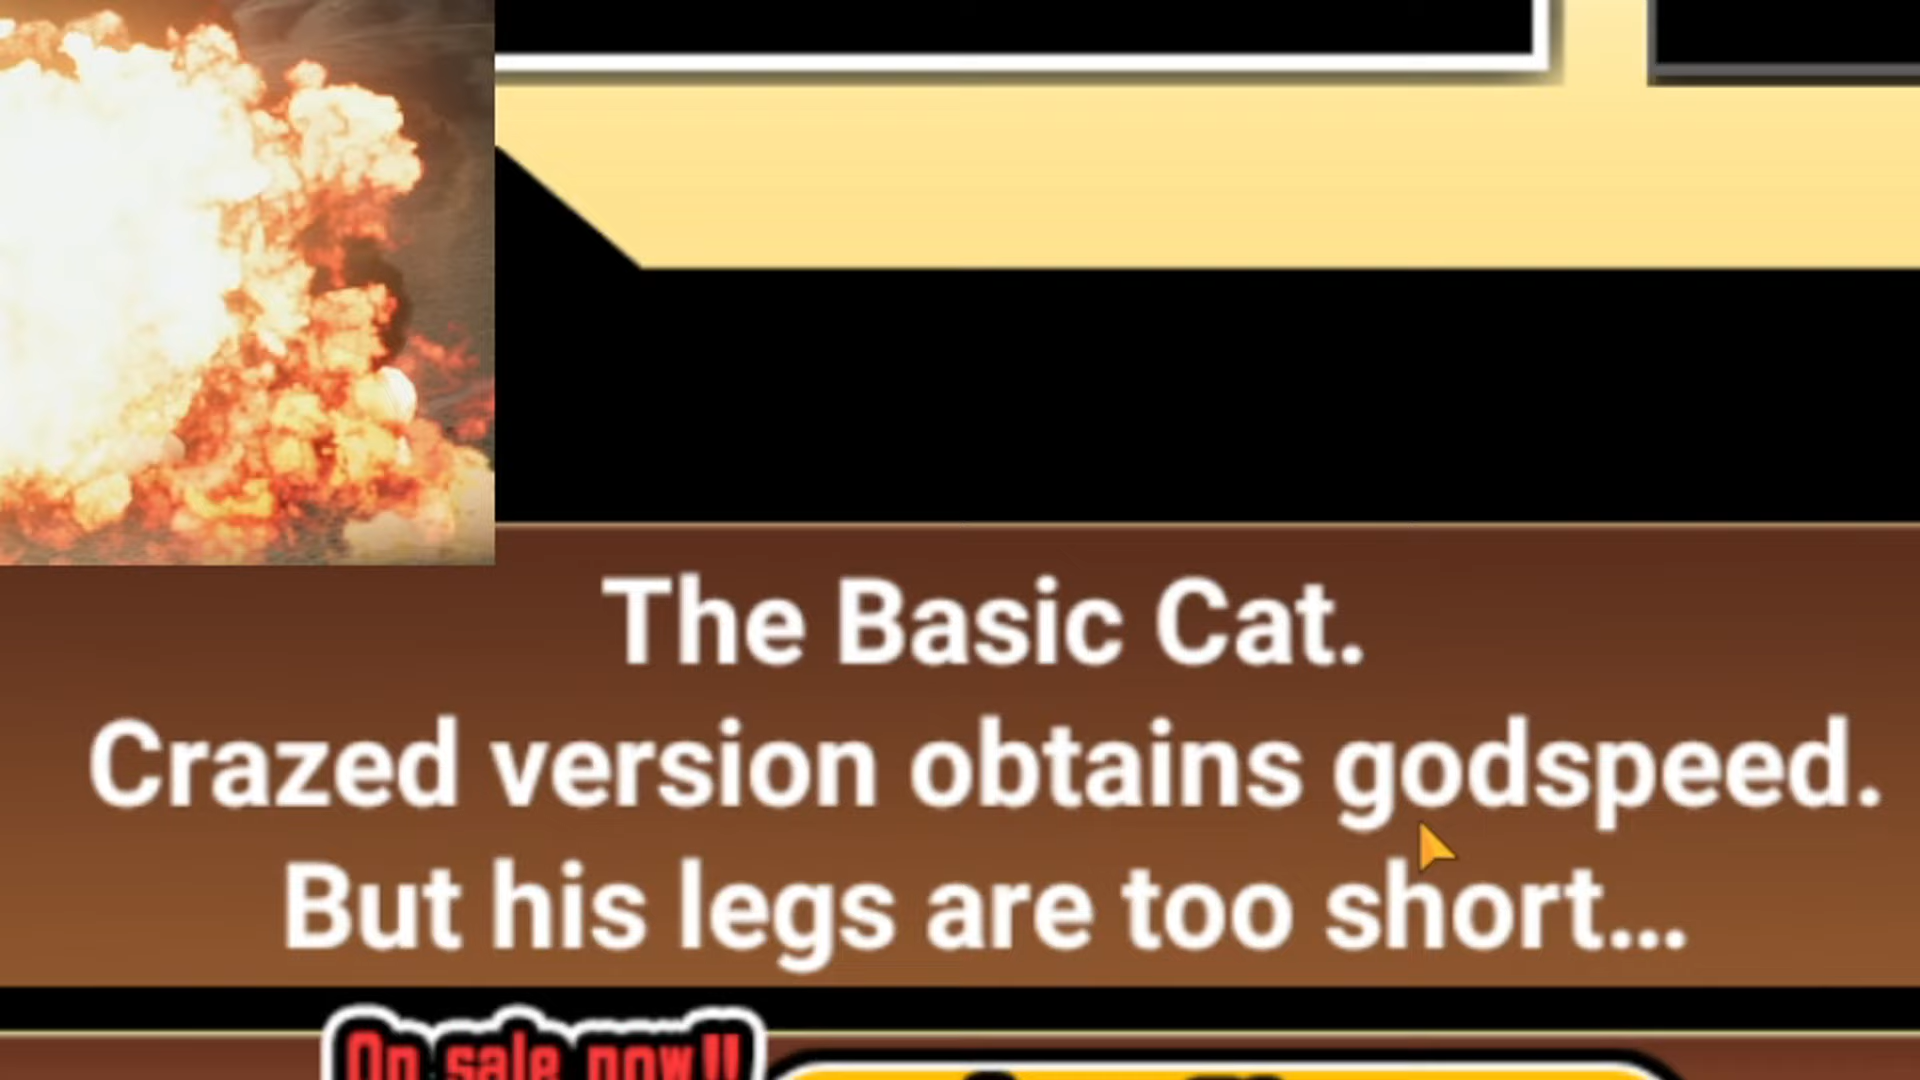 The Basic Cat.
Crazed version obtains godspeed.
But his legs are too short...
On sale now!!